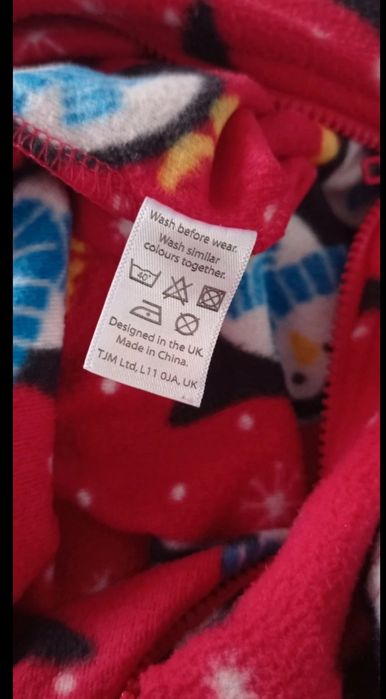 Wash before wear.
Wash similar
colours together.
40°
Designed in the UK.
Made in China.
TJM Ltd, L11 0JA, UK